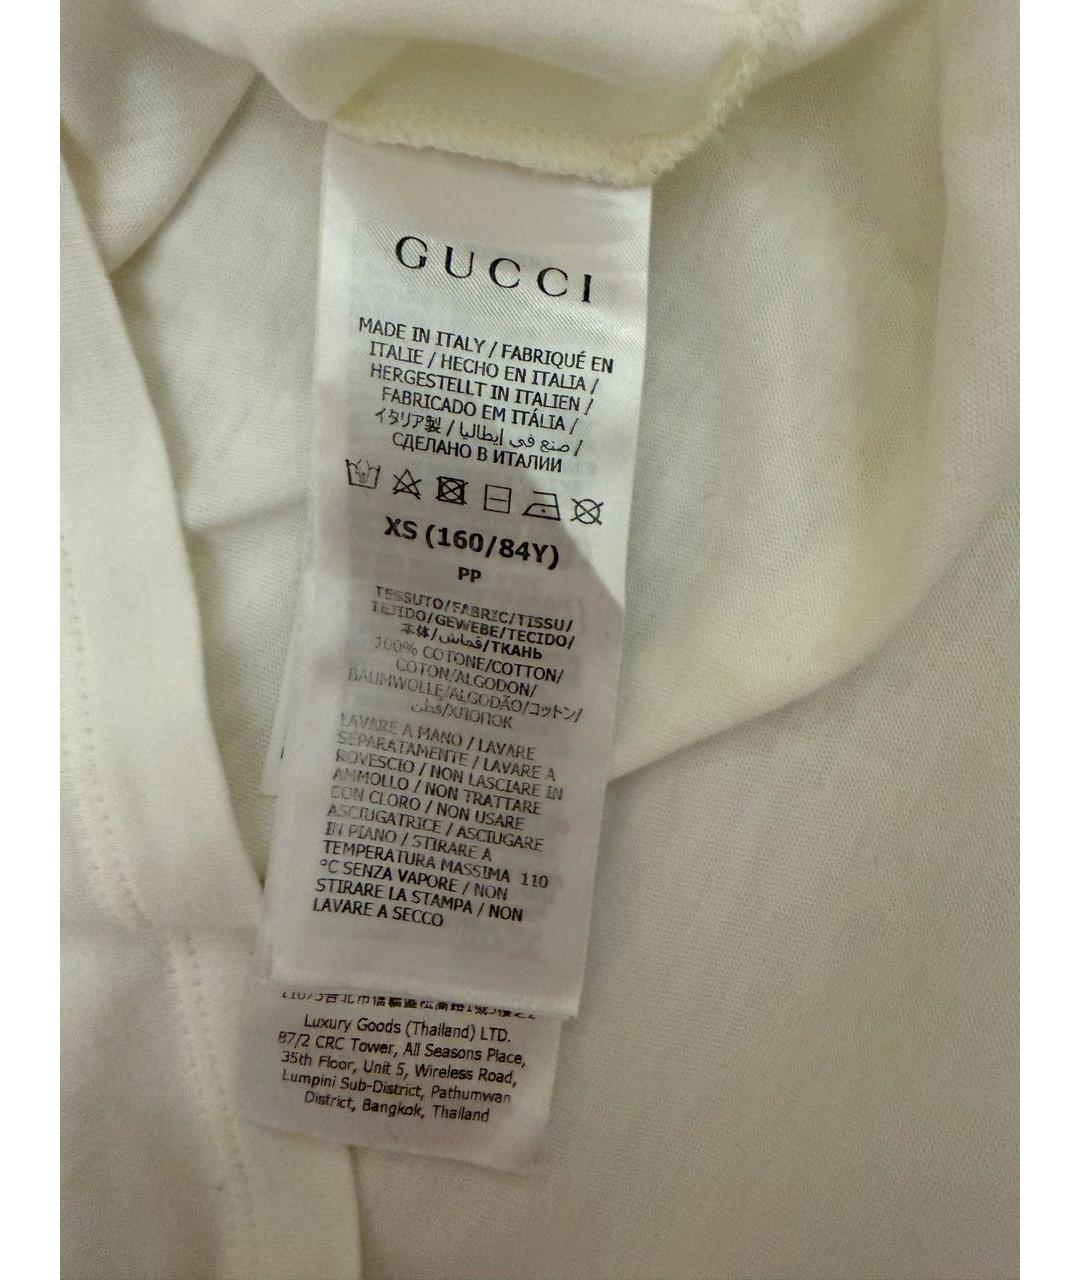 GUCCI
MADE IN ITALY / FABRIQUÉ EN
ITALIE / HECHO EN ITALIA /
HERGESTELLT IN ITALIEN /
FABRICADO EM ITÁLIA /
イタリア製 / صنع في إيطاليا /
СДЕЛАНО В ИТАЛИИ
XS (160/84Y)
PP
TESSUTO/FABRIC/TISSU/
TEJIDO/GEWEBE/TECIDO/
本体/قماش/ТКАНЬ
100% COTONE/COTTON/
COTON/ALGODON/
BAUMWOLLE/ALGODÃO/コットン/
قطن/ХЛОПОК
LAVARE A MANO / LAVARE
SEPARATAMENTE / LAVARE A
ROVESCIO / NON LASCIARE IN
AMMOLLO / NON TRATTARE
CON CLORO / NON USARE
ASCIUGATRICE / ASCIUGARE
IN PIANO / STIRARE A
TEMPERATURA MASSIMA 110
°C SENZA VAPORE / NON
STIRARE LA STAMPA / NON
LAVARE A SECCO
Luxury Goods (Thailand) LTD.
87/2 CRC Tower, All Seasons Place,
35th Floor, Unit 5, Wireless Road,
Lumpini Sub-District, Pathumwan
District, Bangkok, Thailand